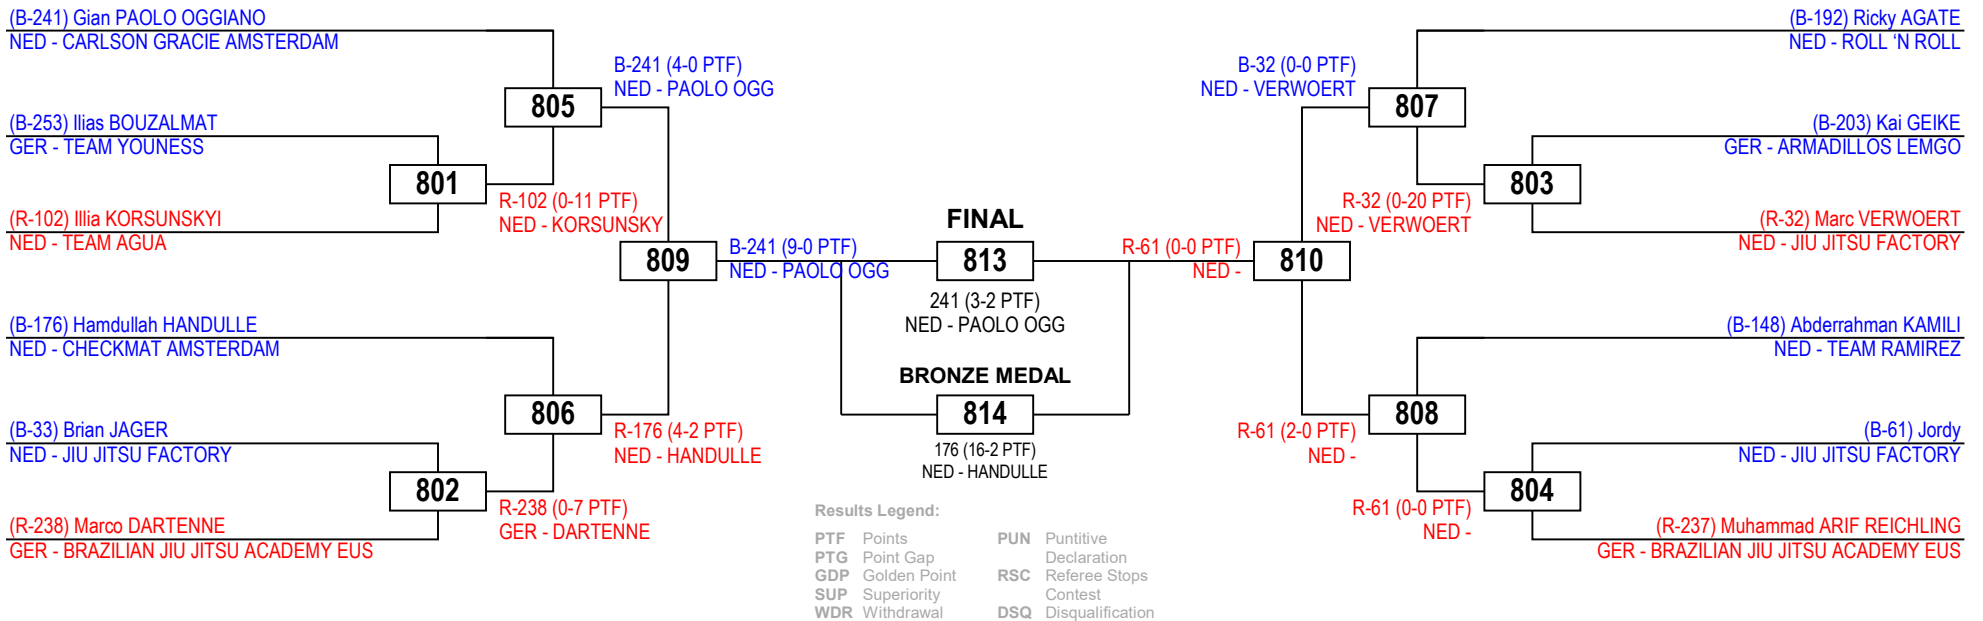 (B-241) Gian PAOLO OGGIANO
NED - CARLSON GRACIE AMSTERDAM
(B-253) Ilias BOUZALMAT
GER - TEAM YOUNESS
(R-102) Illia KORSUNSKYI
NED - TEAM AGUA
(B-176) Hamdullah HANDULLE
NED - CHECKMAT AMSTERDAM
(B-33) Brian JAGER
NED - JIU JITSU FACTORY
(R-238) Marco DARTENNE
GER - BRAZILIAN JIU JITSU ACADEMY EUS
801
802
R-102 (0-11 PTF)
NED - KORSUNSKY
R-238 (0-7 PTF)
GER - DARTENNE
805
806
B-241 (4-0 PTF)
NED - PAOLO OGG
R-176 (4-2 PTF)
NED - HANDULLE
809
B-241 (9-0 PTF)
NED - PAOLO OGG
FINAL
813
241 (3-2 PTF)
NED - PAOLO OGG
BRONZE MEDAL
814
176 (16-2 PTF)
NED - HANDULLE
R-61 (0-0 PTF)
NED -
810
B-32 (0-0 PTF)
NED - VERWOERT
R-61 (2-0 PTF)
NED -
807
808
R-32 (0-20 PTF)
NED - VERWOERT
R-61 (0-0 PTF)
NED -
803
804
(B-192) Ricky AGATE
NED - ROLL ‘N ROLL
(B-203) Kai GEIKE
GER - ARMADILLOS LEMGO
(R-32) Marc VERWOERT
NED - JIU JITSU FACTORY
(B-148) Abderrahman KAMILI
NED - TEAM RAMIREZ
(B-61) Jordy
NED - JIU JITSU FACTORY
(R-237) Muhammad ARIF REICHLING
GER - BRAZILIAN JIU JITSU ACADEMY EUS
Results Legend:
PTF Points
PTG Point Gap
GDP Golden Point
SUP Superiority
WDR Withdrawal
PUN Puntitive
Declaration
RSC Referee Stops
Contest
DSQ Disqualification